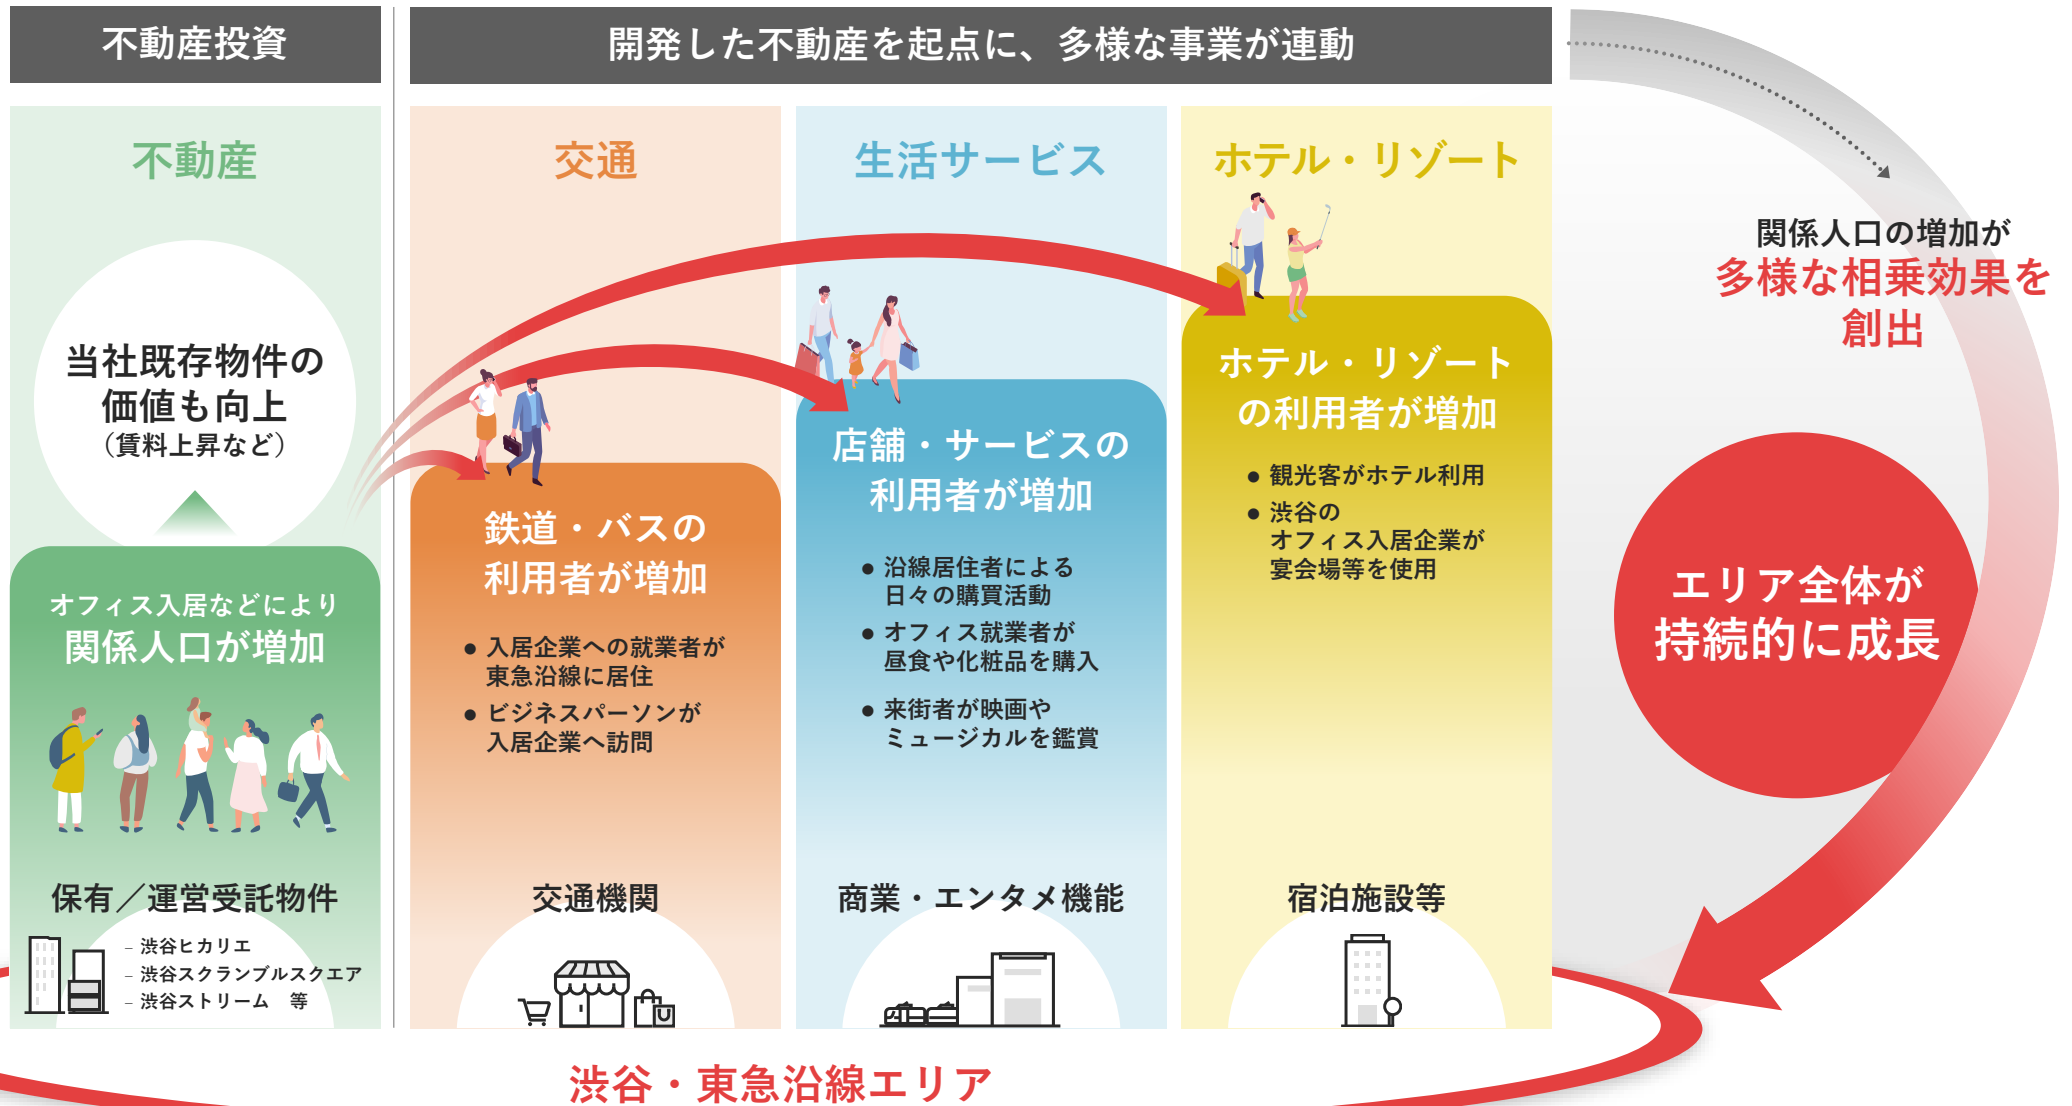 不動産投資
開発した不動産を起点に、多様な事業が連動
不動産
当社既存物件の
価値も向上
（賃料上昇など）
オフィス入居などにより
関係人口が増加
保有／運営受託物件
– 渋谷ヒカリエ
– 渋谷スクランブルスクエア
– 渋谷ストリーム　等
交通
鉄道・バスの
利用者が増加
● 入居企業への就業者が
東急沿線に居住
● ビジネスパーソンが
入居企業へ訪問
交通機関
生活サービス
店舗・サービスの
利用者が増加
● 沿線居住者による
日々の購買活動
● オフィス就業者が
昼食や化粧品を購入
● 来街者が映画や
ミュージカルを鑑賞
商業・エンタメ機能
ホテル・リゾート
ホテル・リゾート
の利用者が増加
● 観光客がホテル利用
● 渋谷の
オフィス入居企業が
宴会場等を使用
宿泊施設等
関係人口の増加が
多様な相乗効果を
創出
エリア全体が
持続的に成長
渋谷・東急沿線エリア